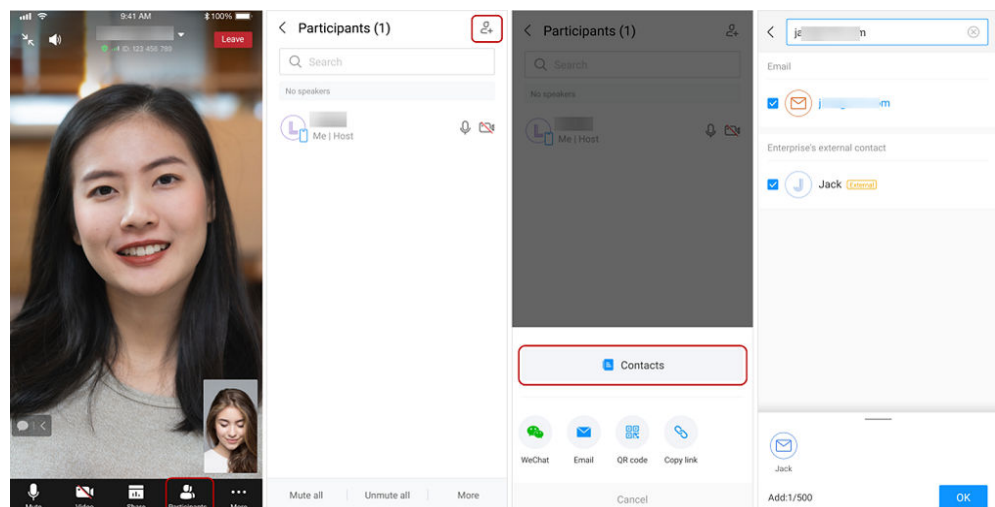 9:41 AM
100%
Leave
ID: 123 456 789
Mute
Video
Share
Participants
More
Participants (1)
Search
No speakers
L
Me | Host
Mute all
Unmute all
More
Participants (1)
Search
No speakers
L
Me | Host
Contacts
WeChat
Email
QR code
Copy link
Cancel
Email
Enterprise's external contact
J
Jack External
Jack
Add:1/500
OK